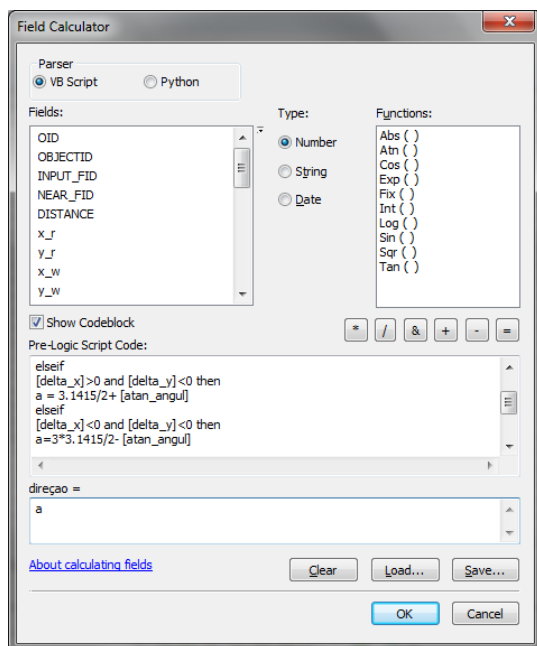 Field Calculator
Parser
VB Script Python
Fields: Type: Functions:
OID
OBJECTID
INPUT_FID
NEAR_FID
DISTANCE
x_r
y_r
x_w
y_w
Number
String
Date
Abs ( )
Atn ( )
Cos ( )
Exp ( )
Fix ( )
Int ( )
Log ( )
Sin ( )
Sqr ( )
Tan ( )
Show Codeblock
* / & + - =
Pre-Logic Script Code:
elseif
[delta_x]>0 and [delta_y]<0 then
a = 3.1415/2+ [atan_angul]
elseif
[delta_x]<0 and [delta_y]<0 then
a=3*3.1415/2- [atan_angul]
direçao =
a
About calculating fields Clear Load... Save...
OK Cancel